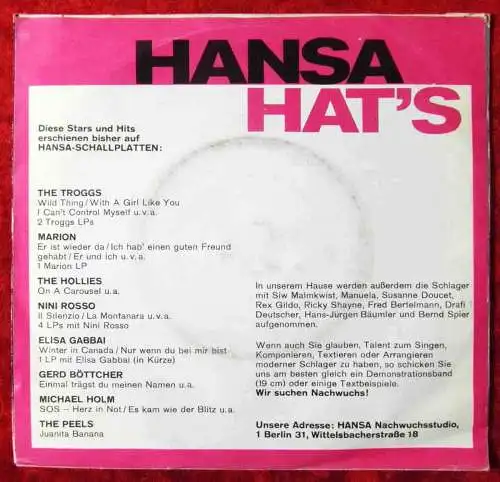 HANSA
HAT'S
Diese Stars und Hits
erschienen bisher auf
HANSA-SCHALLPLATTEN:
THE TROGGS
Wild Thing/With A Girl Like You
I Can't Control Myself u.v.a.
2 Troggs LPs
MARION
Er ist wieder da/Ich hab' einen guten Freund
gehabt/Er und ich u.v.a.
1 Marion LP
THE HOLLIES
On A Carousel u.a.
NINI ROSSO
Il Silenzio/La Montanara u.v.a.
4 LPs mit Nini Rosso
ELISA GABBAI
Winter in Canada/Nur wenn du bei mir bist
1 LP mit Elisa Gabbai (in Kürze)
GERD BÖTTCHER
Einmal trägst du meinen Namen u.a.
MICHAEL HOLM
SOS – Herz in Not/Es kam wie der Blitz u.a.
THE PEELS
Juanita Banana
In unserem Hause werden außerdem die Schlager
mit Siw Malmkwist, Manuela, Susanne Doucet,
Rex Gildo, Ricky Shayne, Fred Bertelmann, Drafi
Deutscher, Hans-Jürgen Bäumler und Bernd Spier
aufgenommen.
Wenn auch Sie glauben, Talent zum Singen,
Komponieren, Textieren oder Arrangieren
moderner Schlager zu haben, so schicken Sie
uns am besten gleich ein Demonstrationsband
(19 cm) oder einige Textbeispiele.
Wir suchen Nachwuchs!
Unsere Adresse: HANSA Nachwuchsstudio,
1 Berlin 31, Wittelsbacherstraße 18